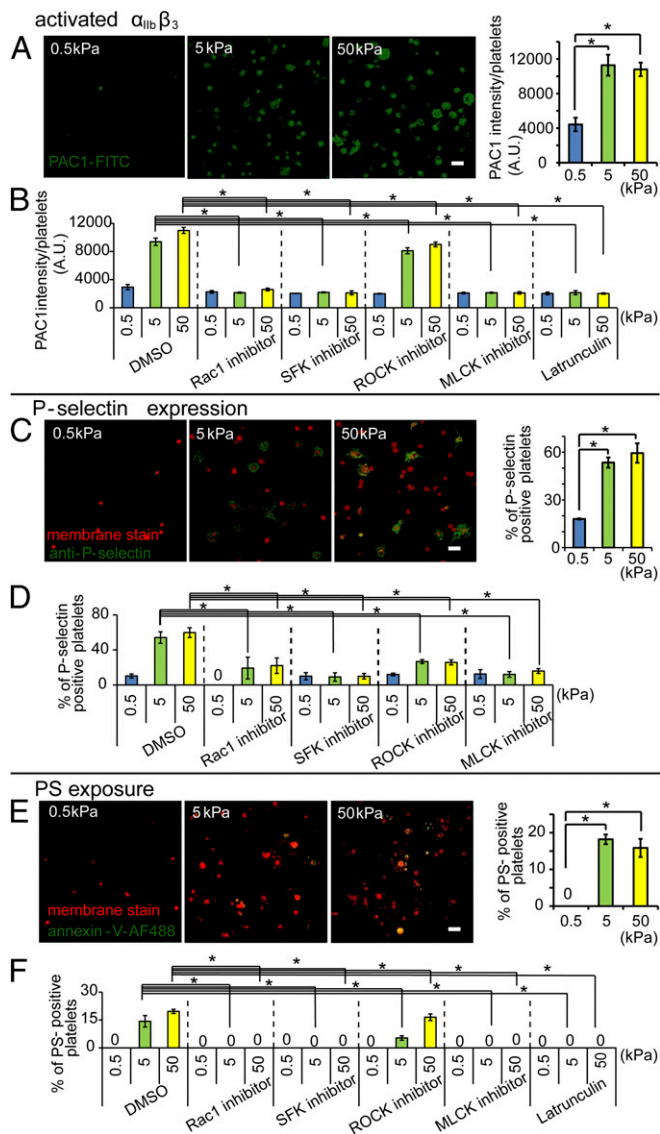 activated αIIbβ3
A
0.5kPa
5 kPa
50kPa
PAC1-FITC
PAC1 intensity/platelets
(A.U.)
12000
8000
4000
0
*
*
0.5 5 50
(kPa)
B
PAC1intensity/platelets
(A.U.)
12000
8000
4000
0
* * * *
* * * * *
0.5 5 50 0.5 5 50 0.5 5 50 0.5 5 50 0.5 5 50 0.5 5 50 (kPa)
DMSO Rac1 inhibitor SFK inhibitor ROCK inhibitor MLCK inhibitor Latrunculin
P-selectin expression
C
0.5kPa
5 kPa
50kPa
membrane stain
anti-P-selectin
% of P-selectin
positive platelets
60
20
0
*
*
0.5 5 50
(kPa)
D
% of P-selectin
positive platelets
80
40
0
* * * *
* * * *
0
0.5 5 50 0.5 5 50 0.5 5 50 0.5 5 50 0.5 5 50 (kPa)
DMSO Rac1 inhibitor SFK inhibitor ROCK inhibitor MLCK inhibitor
PS exposure
E
0.5kPa
5 kPa
50kPa
membrane stain
annexin-V-AF488
% of PS-positive
platelets
20
10
0
*
*
0
0.5 5 50
(kPa)
F
% of PS-positive
platelets
30
15
0
* * * *
* * * * *
0 0 0 0 0 0 0 0 0 0 0 0 0 0
0.5 5 50 0.5 5 50 0.5 5 50 0.5 5 50 0.5 5 50 0.5 5 50 (kPa)
DMSO Rac1 inhibitor SFK inhibitor ROCK inhibitor MLCK inhibitor Latrunculin